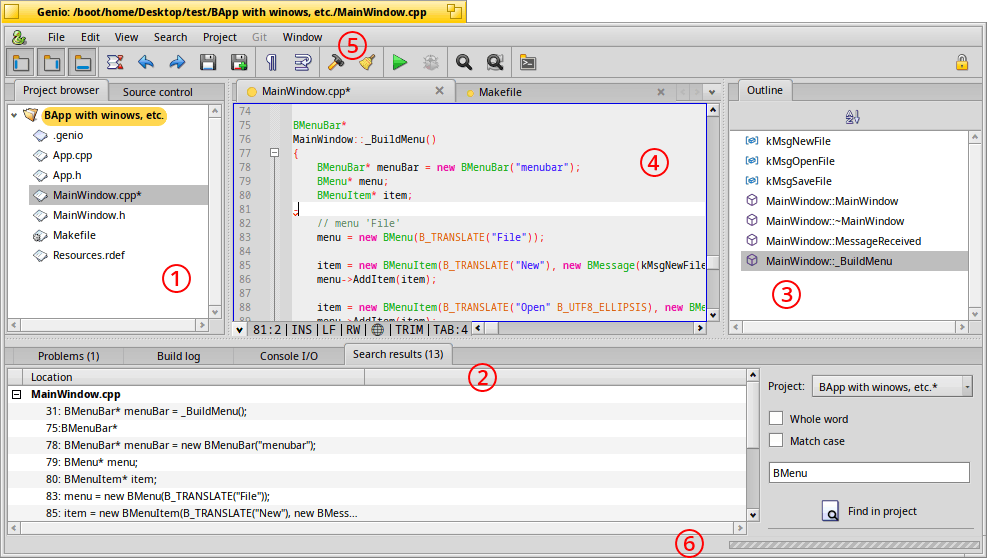 Genio: /boot/home/Desktop/test/BApp with winows, etc./MainWindow.cpp
File Edit View Search Project Git Window
5
Project browser Source control
BApp with winows, etc.
.genio
App.cpp
App.h
MainWindow.cpp*
MainWindow.h
Makefile
Resources.rdef
1
MainWindow.cpp* Makefile
74
75 BMenuBar*
76 MainWindow::_BuildMenu()
77 {
78 BMenuBar* menuBar = new BMenuBar("menubar");
79 BMenu* menu;
80 BMenuItem* item;
81
82 // menu 'File'
83 menu = new BMenu(B_TRANSLATE("File"));
84
85 item = new BMenuItem(B_TRANSLATE("New"), new BMessage(kMsgNewFile
86 menu->AddItem(item);
87
88 item = new BMenuItem(B_TRANSLATE("Open" B_UTF8_ELLIPSIS), new BMe
89 menu->AddItem(item);
4
81:2 | INS | LF | RW | TRIM | TAB:4
Outline
kMsgNewFile
kMsgOpenFile
kMsgSaveFile
MainWindow::MainWindow
MainWindow::~MainWindow
MainWindow::MessageReceived
MainWindow::_BuildMenu
3
Problems (1) Build log Console I/O Search results (13)
2
Location
MainWindow.cpp
31: BMenuBar* menuBar = _BuildMenu();
75:BMenuBar*
78: BMenuBar* menuBar = new BMenuBar("menubar");
79: BMenu* menu;
80: BMenuItem* item;
83: menu = new BMenu(B_TRANSLATE("File"));
85: item = new BMenuItem(B_TRANSLATE("New"), new BMess...
Project: BApp with winows, etc.*
Whole word
Match case
BMenu
Find in project
6